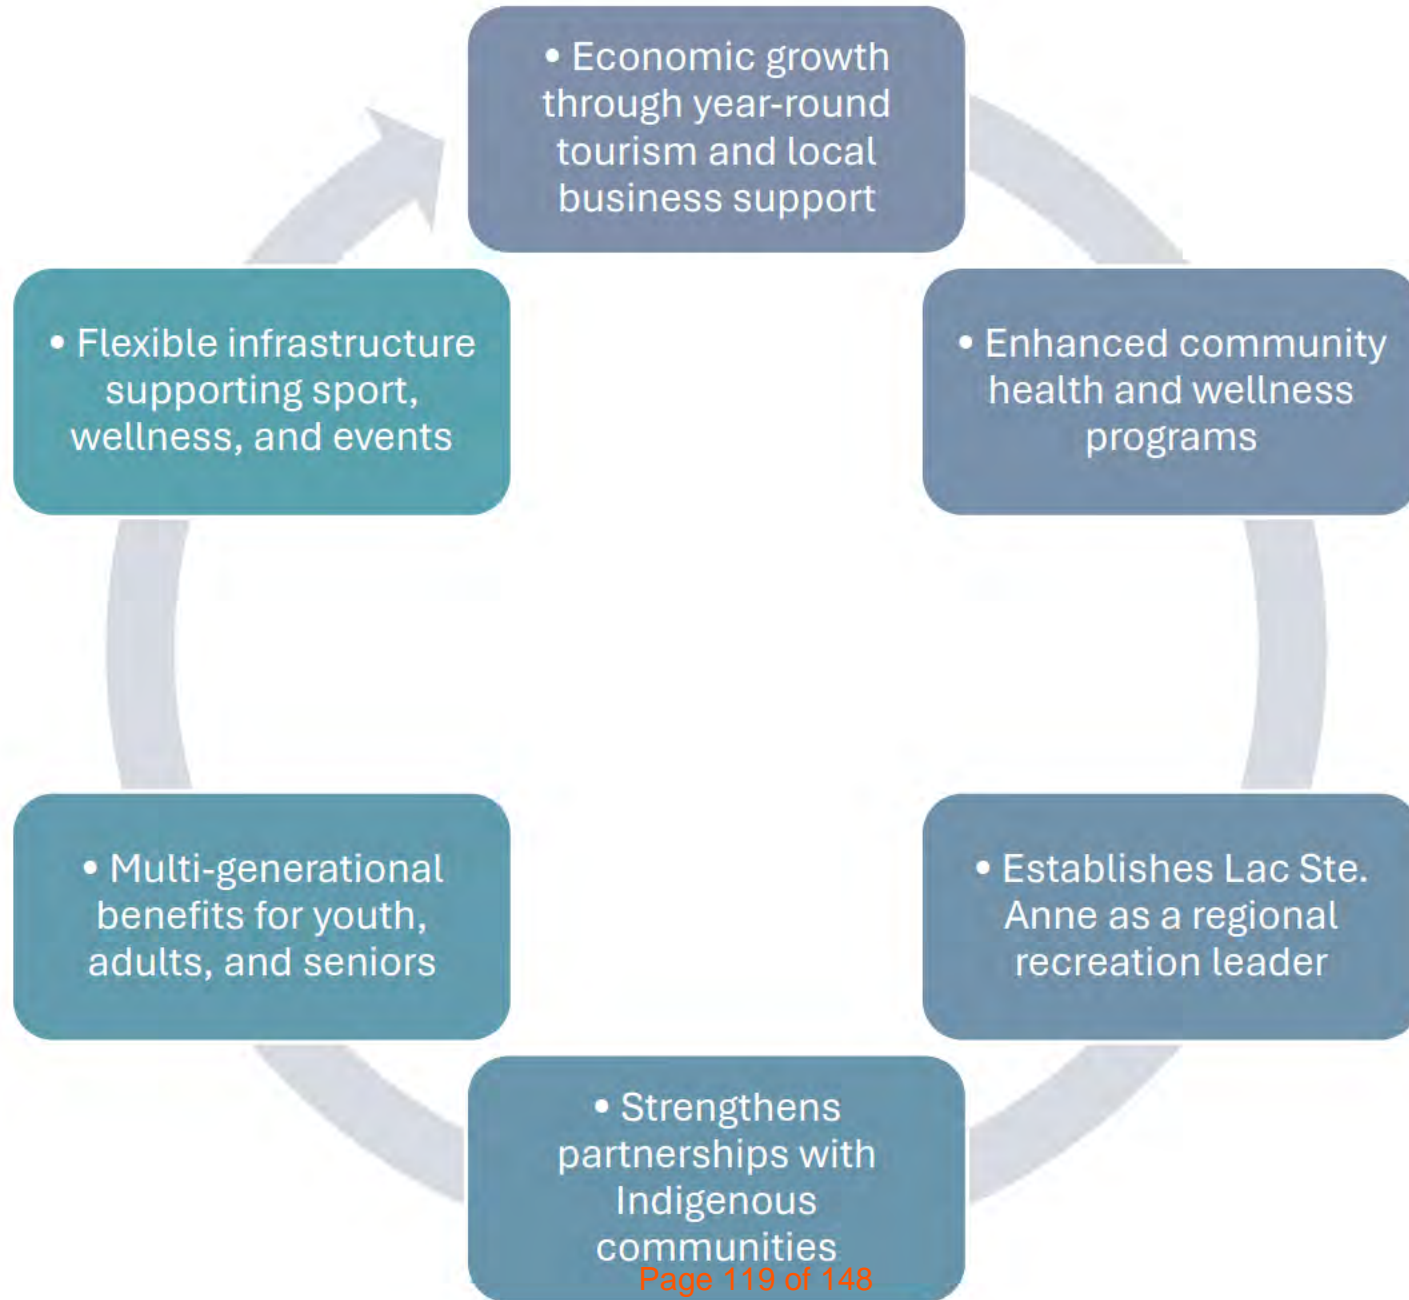 • Economic growth
through year-round
tourism and local
business support
• Enhanced community
health and wellness
programs
• Establishes Lac Ste.
Anne as a regional
recreation leader
• Strengthens
partnerships with
Indigenous
communities
• Multi-generational
benefits for youth,
adults, and seniors
• Flexible infrastructure
supporting sport,
wellness, and events
Page 119 of 148